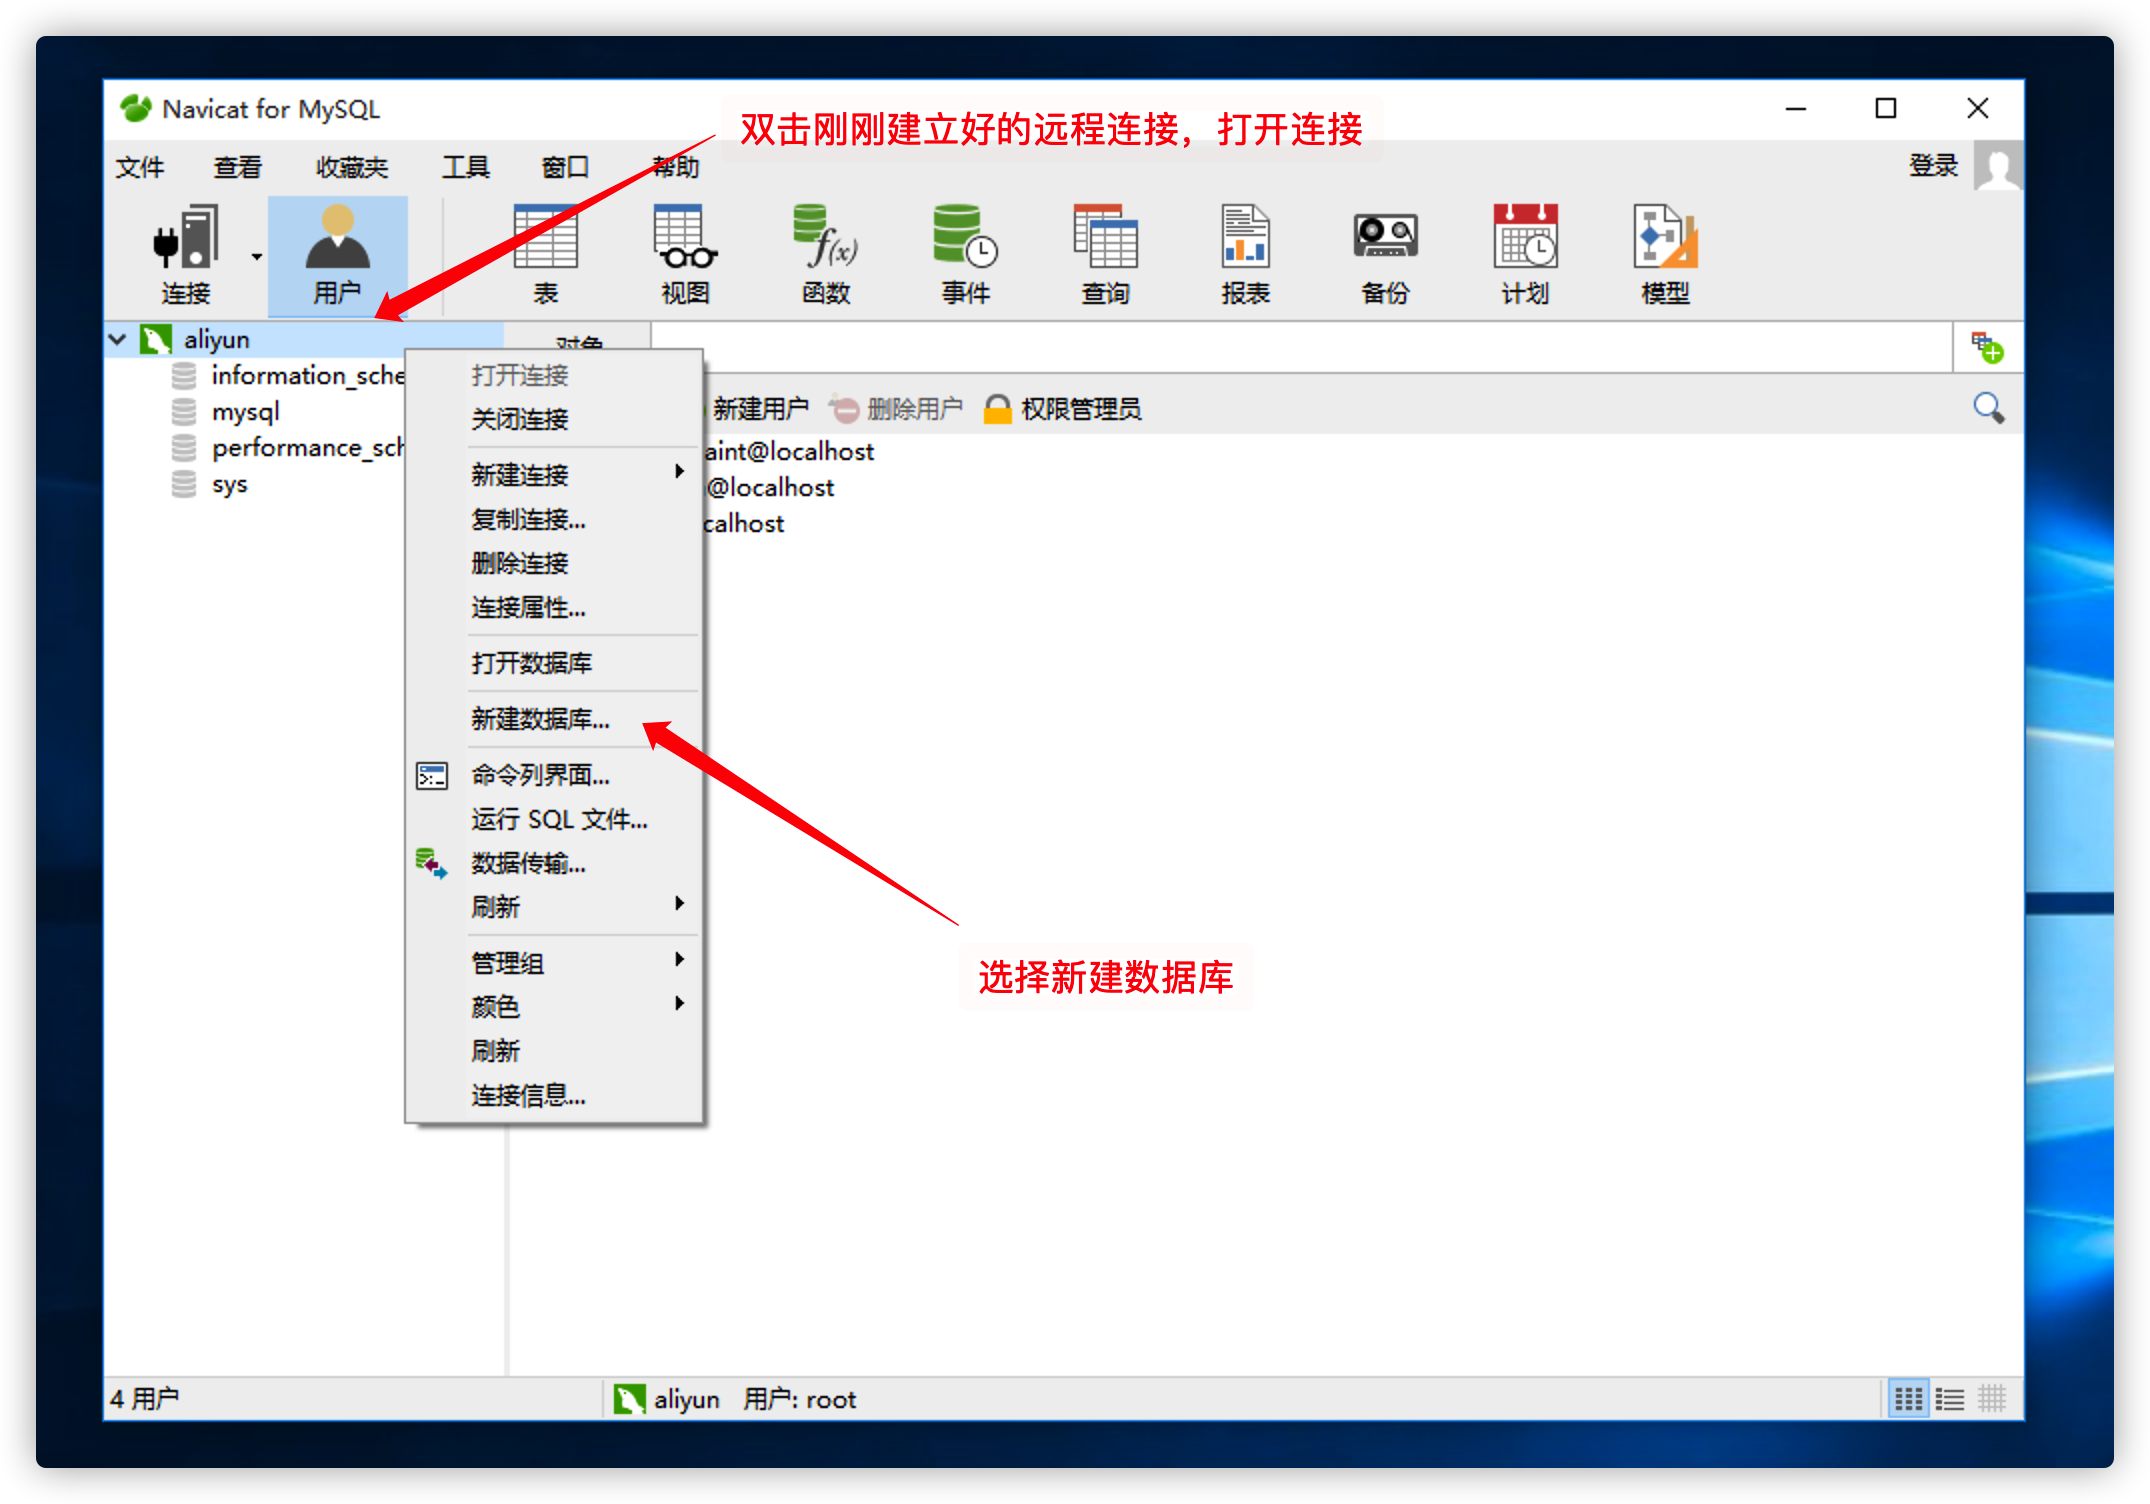 Navicat for MySQL
双击刚刚建立好的远程连接，打开连接
文件 查看 收藏夹 工具 窗口 帮助 登录
连接 用户 表 视图 函数 事件 查询 报表 备份 计划 模型
aliyun
对象
information_sche
mysql
performance_sch
sys
打开连接
关闭连接
新建连接
复制连接...
删除连接
连接属性...
打开数据库
新建数据库...
命令列界面...
运行 SQL 文件...
数据传输...
刷新
管理组
颜色
刷新
连接信息...
新建用户 删除用户 权限管理员
aint@localhost
@localhost
calhost
选择新建数据库
4 用户 aliyun 用户: root